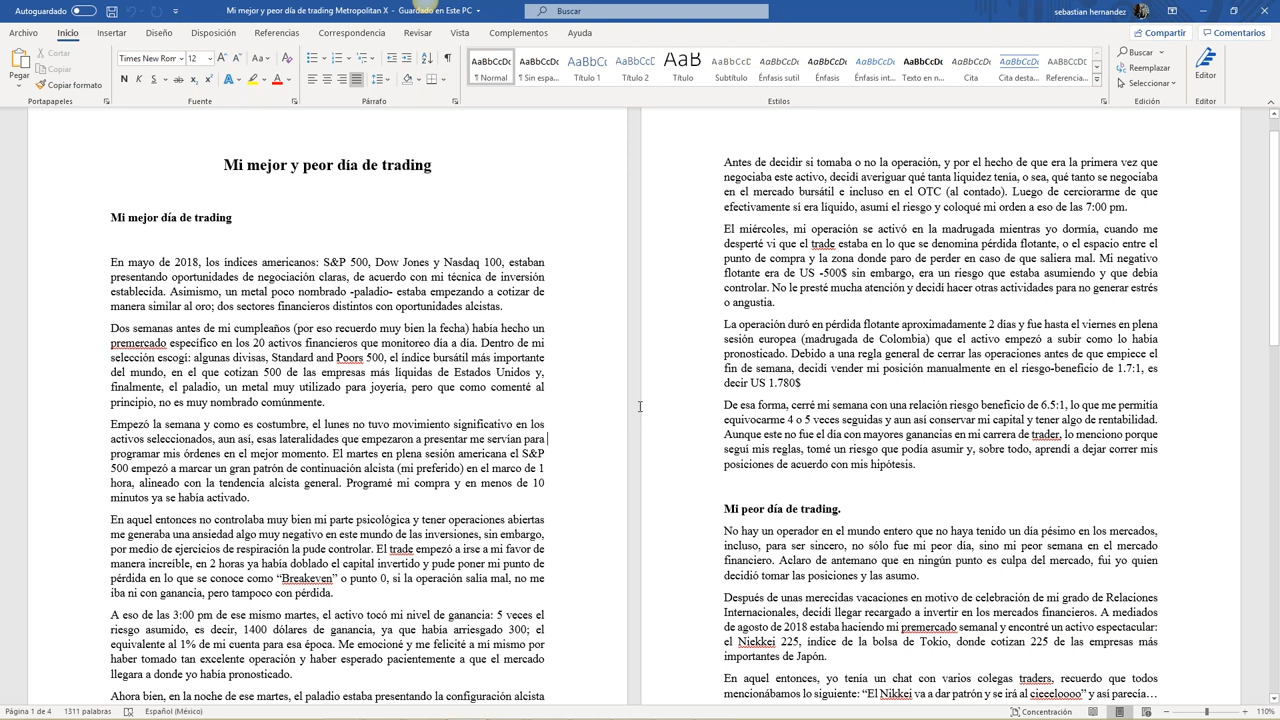 Autoguardado
Mi mejor y peor día de trading Metropolitan X - Guardado en Este PC
Buscar
sebastian hernandez
Archivo Inicio Insertar Diseño Disposición Referencias Correspondencia Revisar Vista Complementos Ayuda
Compartir Comentarios
Pegar
Cortar
Copiar
Copiar formato
Portapapeles
Times New Rom 12
Fuente
Párrafo
AaBbCcDc ¶ Normal
AaBbCcDc ¶ Sin espa...
AaBbCc Título 1
AaBbCcC Título 2
AaB Título
AaBbCcC Subtítulo
AaBbCcDc Énfasis sutil
AaBbCcDc Énfasis
AaBbCcDc Énfasis int...
AaBbCcDc Texto en n...
AaBbCcDc Cita
AaBbCcDc Cita desta...
AaBbCcDc Referencia...
Estilos
Buscar
Reemplazar
Seleccionar
Edición
Editor
Editor
Mi mejor y peor día de trading
Mi mejor día de trading
En mayo de 2018, los índices americanos: S&P 500, Dow Jones y Nasdaq 100, estaban
presentando oportunidades de negociación claras, de acuerdo con mi técnica de inversión
establecida. Asimismo, un metal poco nombrado -paladio- estaba empezando a cotizar de
manera similar al oro; dos sectores financieros distintos con oportunidades alcistas.
Dos semanas antes de mi cumpleaños (por eso recuerdo muy bien la fecha) había hecho un
premercado específico en los 20 activos financieros que monitoreo día a día. Dentro de mi
selección escogí: algunas divisas, Standard and Poors 500, el índice bursátil más importante
del mundo, en el que cotizan 500 de las empresas más líquidas de Estados Unidos y,
finalmente, el paladio, un metal muy utilizado para joyería, pero que como comenté al
principio, no es muy nombrado comúnmente.
Empezó la semana y como es costumbre, el lunes no tuvo movimiento significativo en los
activos seleccionados, aun así, esas lateralidades que empezaron a presentar me servían para
programar mis órdenes en el mejor momento. El martes en plena sesión americana el S&P
500 empezó a marcar un gran patrón de continuación alcista (mi preferido) en el marco de 1
hora, alineado con la tendencia alcista general. Programé mi compra y en menos de 10
minutos ya se había activado.
En aquel entonces no controlaba muy bien mi parte psicológica y tener operaciones abiertas
me generaba una ansiedad algo muy negativo en este mundo de las inversiones, sin embargo,
por medio de ejercicios de respiración la pude controlar. El trade empezó a irse a mi favor de
manera increíble, en 2 horas ya había doblado el capital invertido y pude poner mi punto de
pérdida en lo que se conoce como “Breakeven” o punto 0, si la operación salía mal, no me
iba ni con ganancia, pero tampoco con pérdida.
A eso de las 3:00 pm de ese mismo martes, el activo tocó mi nivel de ganancia: 5 veces el
riesgo asumido, es decir, 1400 dólares de ganancia, ya que había arriesgado 300; el
equivalente al 1% de mi cuenta para esa época. Me emocioné y me felicité a mi mismo por
haber tomado tan excelente operación y haber esperado pacientemente a que el mercado
llegara a donde yo había pronosticado.
Ahora bien, en la noche de ese martes, el paladio estaba presentando la configuración alcista
Antes de decidir si tomaba o no la operación, y por el hecho de que era la primera vez que
negociaba este activo, decidí averiguar qué tanta liquidez tenía, o sea, qué tanto se negociaba
en el mercado bursátil e incluso en el OTC (al contado). Luego de cerciorarme de que
efectivamente sí era líquido, asumí el riesgo y coloqué mi orden a eso de las 7:00 pm.
El miércoles, mi operación se activó en la madrugada mientras yo dormía, cuando me
desperté vi que el trade estaba en lo que se denomina pérdida flotante, o el espacio entre el
punto de compra y la zona donde paro de perder en caso de que saliera mal. Mi negativo
flotante era de US -500$ sin embargo, era un riesgo que estaba asumiendo y que debía
controlar. No le presté mucha atención y decidí hacer otras actividades para no generar estrés
o angustia.
La operación duró en pérdida flotante aproximadamente 2 días y fue hasta el viernes en plena
sesión europea (madrugada de Colombia) que el activo empezó a subir como lo había
pronosticado. Debido a una regla general de cerrar las operaciones antes de que empiece el
fin de semana, decidí vender mi posición manualmente en el riesgo-beneficio de 1.7:1, es
decir US 1.780$
De esa forma, cerré mi semana con una relación riesgo beneficio de 6.5:1, lo que me permitía
equivocarme 4 o 5 veces seguidas y aun así conservar mi capital y tener algo de rentabilidad.
Aunque este no fue el día con mayores ganancias en mi carrera de trader, lo menciono porque
seguí mis reglas, tomé un riesgo que podía asumir y, sobre todo, aprendí a dejar correr mis
posiciones de acuerdo con mis hipótesis.
Mi peor día de trading.
No hay un operador en el mundo entero que no haya tenido un día pésimo en los mercados,
incluso, para ser sincero, no sólo fue mi peor día, sino mi peor semana en el mercado
financiero. Aclaro de antemano que en ningún punto es culpa del mercado, fui yo quien
decidió tomar las posiciones y las asumo.
Después de unas merecidas vacaciones en motivo de celebración de mi grado de Relaciones
Internacionales, decidí llegar recargado a invertir en los mercados financieros. A mediados
de agosto de 2018 estaba haciendo mi premercado semanal y encontré un activo espectacular:
el Niekkei 225, índice de la bolsa de Tokio, donde cotizan 225 de las empresas más
importantes de Japón.
En aquel entonces, yo tenía un chat con varios colegas traders, recuerdo que todos
mencionábamos lo siguiente: “El Nikkei va a dar patrón y se irá al cieeeloooo” y así parecía…
Página 1 de 4 1311 palabras Español (México)
Concentración 110%